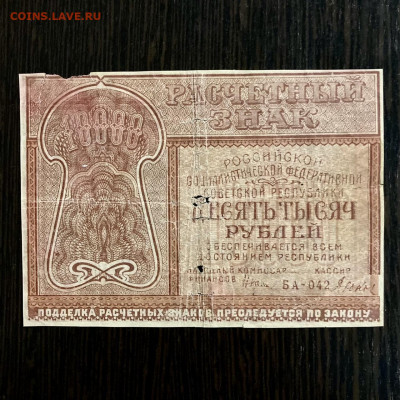 COINS.LAVE.RU
10000
РАСЧЕТНЫЙ
ЗНАК
РОССИЙСКОЙ
СОЦИАЛИСТИЧЕСКОЙ ФЕДЕРАТИВНОЙ
СОВЕТСКОЙ РЕСПУБЛИКИ
ДЕСЯТЬ ТЫСЯЧ
РУБЛЕЙ
ОБЕСПЕЧИВАЕТСЯ ВСЕМ
ДОСТОЯНИЕМ РЕСПУБЛИКИ
НАРОДНЫЙ КОМИССАР КАССИР
ФИНАНСОВ БА-042
ПОДДЕЛКА РАСЧЕТНЫХ ЗНАКОВ ПРЕСЛЕДУЕТСЯ ПО ЗАКОНУ